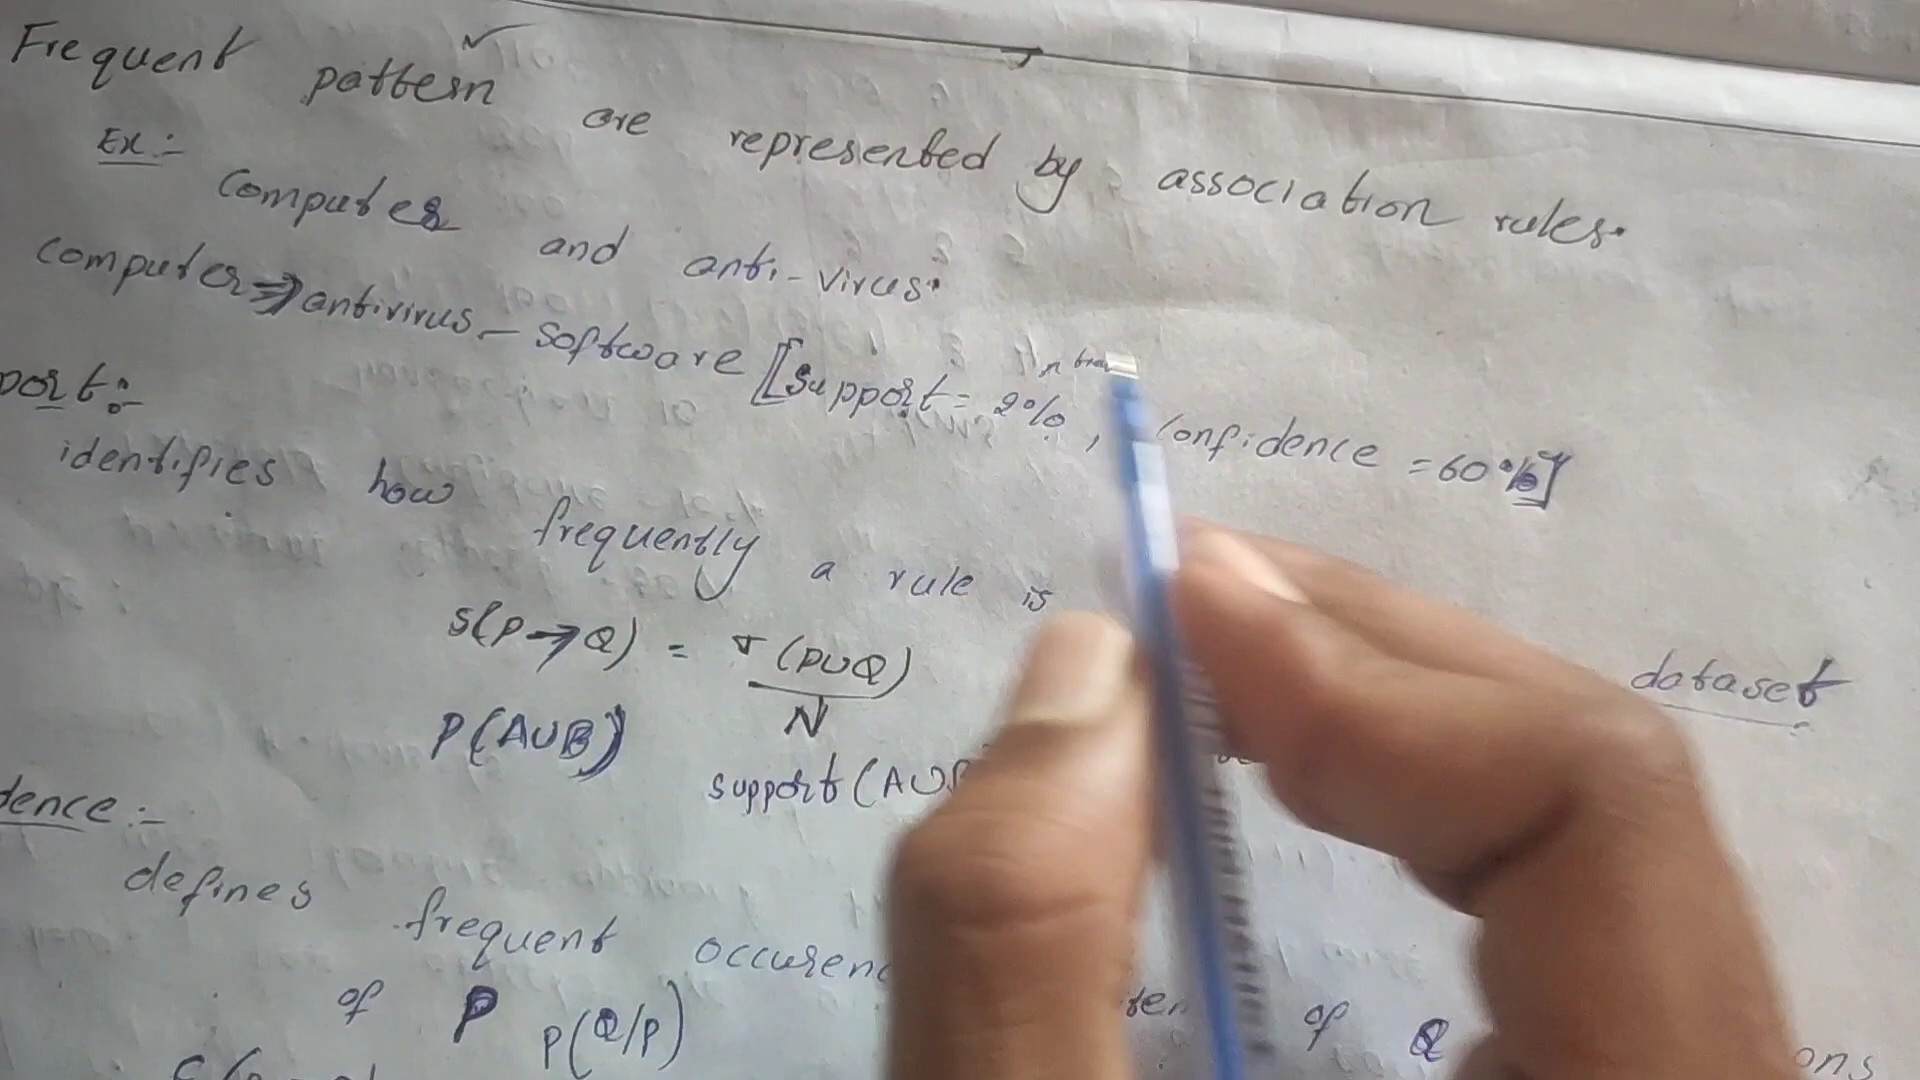 Frequent pattern are represented by association rules.
Ex:- computer and anti-virus.
computer ⇒ antivirus - software [support = 2%, confidence = 60%]
port:-
identifies how frequently a rule is dataset
S(P→Q) = σ(P∪Q)
N
P(A∪B) support(A∪B
dence:-
defines frequent occurenc of Q
of P P(Q/P) ons